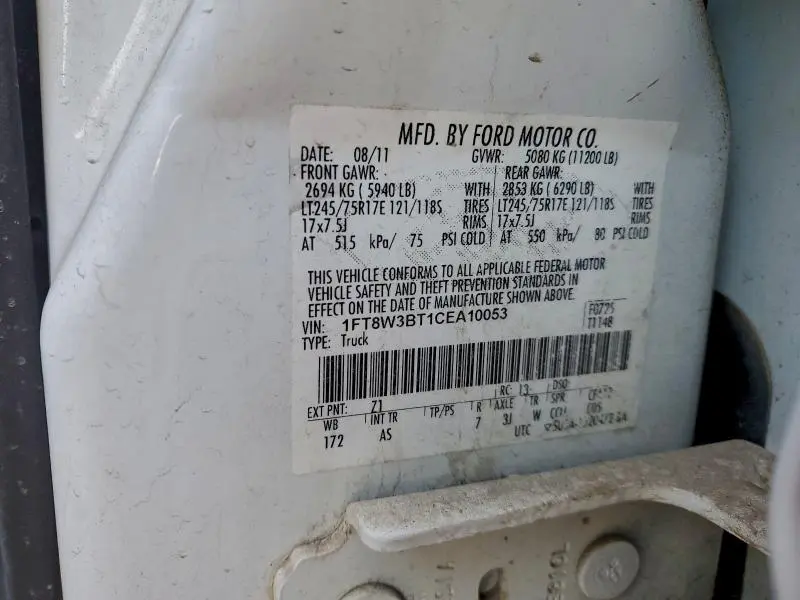 MFD. BY FORD MOTOR CO.
DATE: 08/11 GVWR: 5080 KG (11200 LB)
FRONT GAWR: REAR GAWR:
2694 KG ( 5940 LB) WITH 2853 KG ( 6290 LB) WITH
LT245/75R17E 121/118S TIRES LT245/75R17E 121/118S TIRES
17x7.5J RIMS 17x7.5J RIMS
AT 515 kPa/ 75 PSI COLD AT 550 kPa/ 80 PSI COLD
THIS VEHICLE CONFORMS TO ALL APPLICABLE FEDERAL MOTOR
VEHICLE SAFETY AND THEFT PREVENTION STANDARDS IN
EFFECT ON THE DATE OF MANUFACTURE SHOWN ABOVE.
VIN: 1FT8W3BT1CEA10053 F0725
TYPE: Truck T1148
EXT PNT: Z1 RC: 13 DSO:
WB INT TR TP/PS R AXLE TR SPR
172 AS 7 3J W
UTC